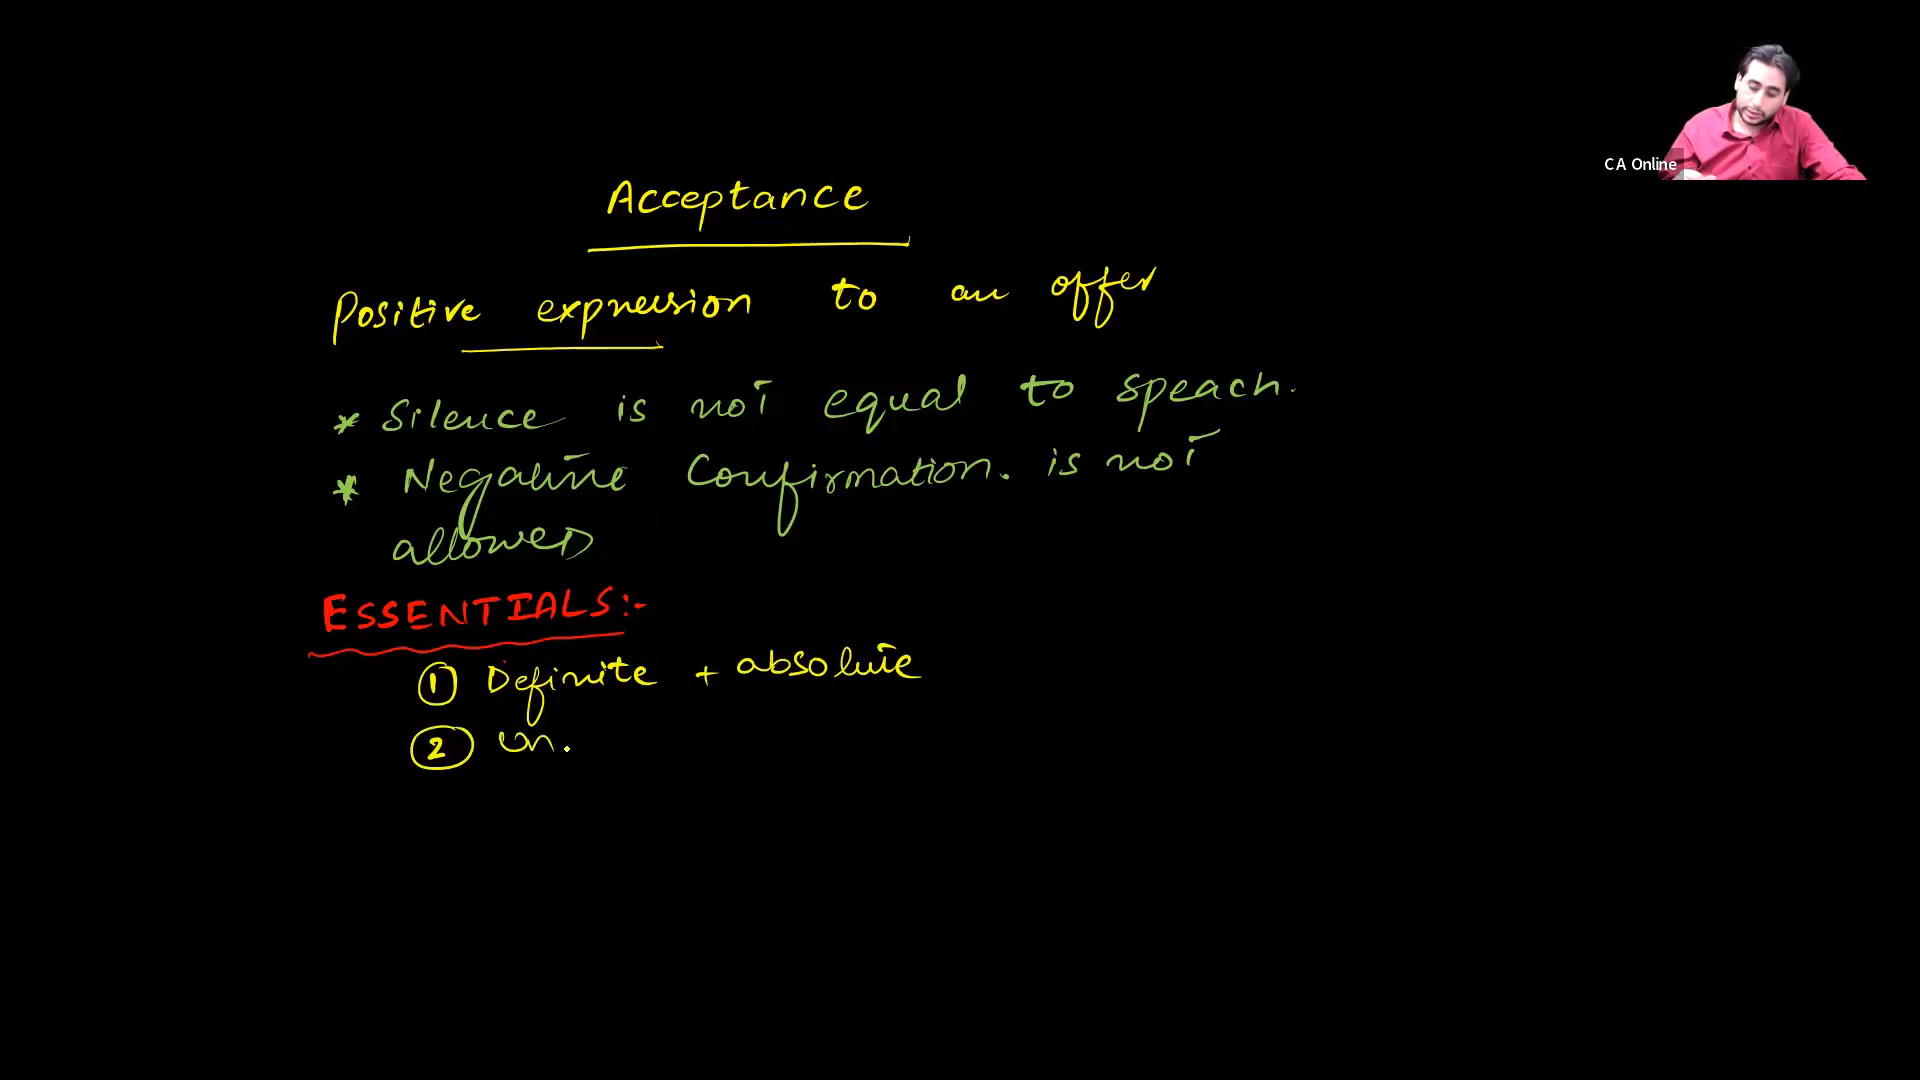 C A Online
Acceptance
Positive expression to an offer
* Silence is not equal to speach.
* Negative Confirmation. is not
allowed
ESSENTIALS:-
① Definite + absolute
② un.